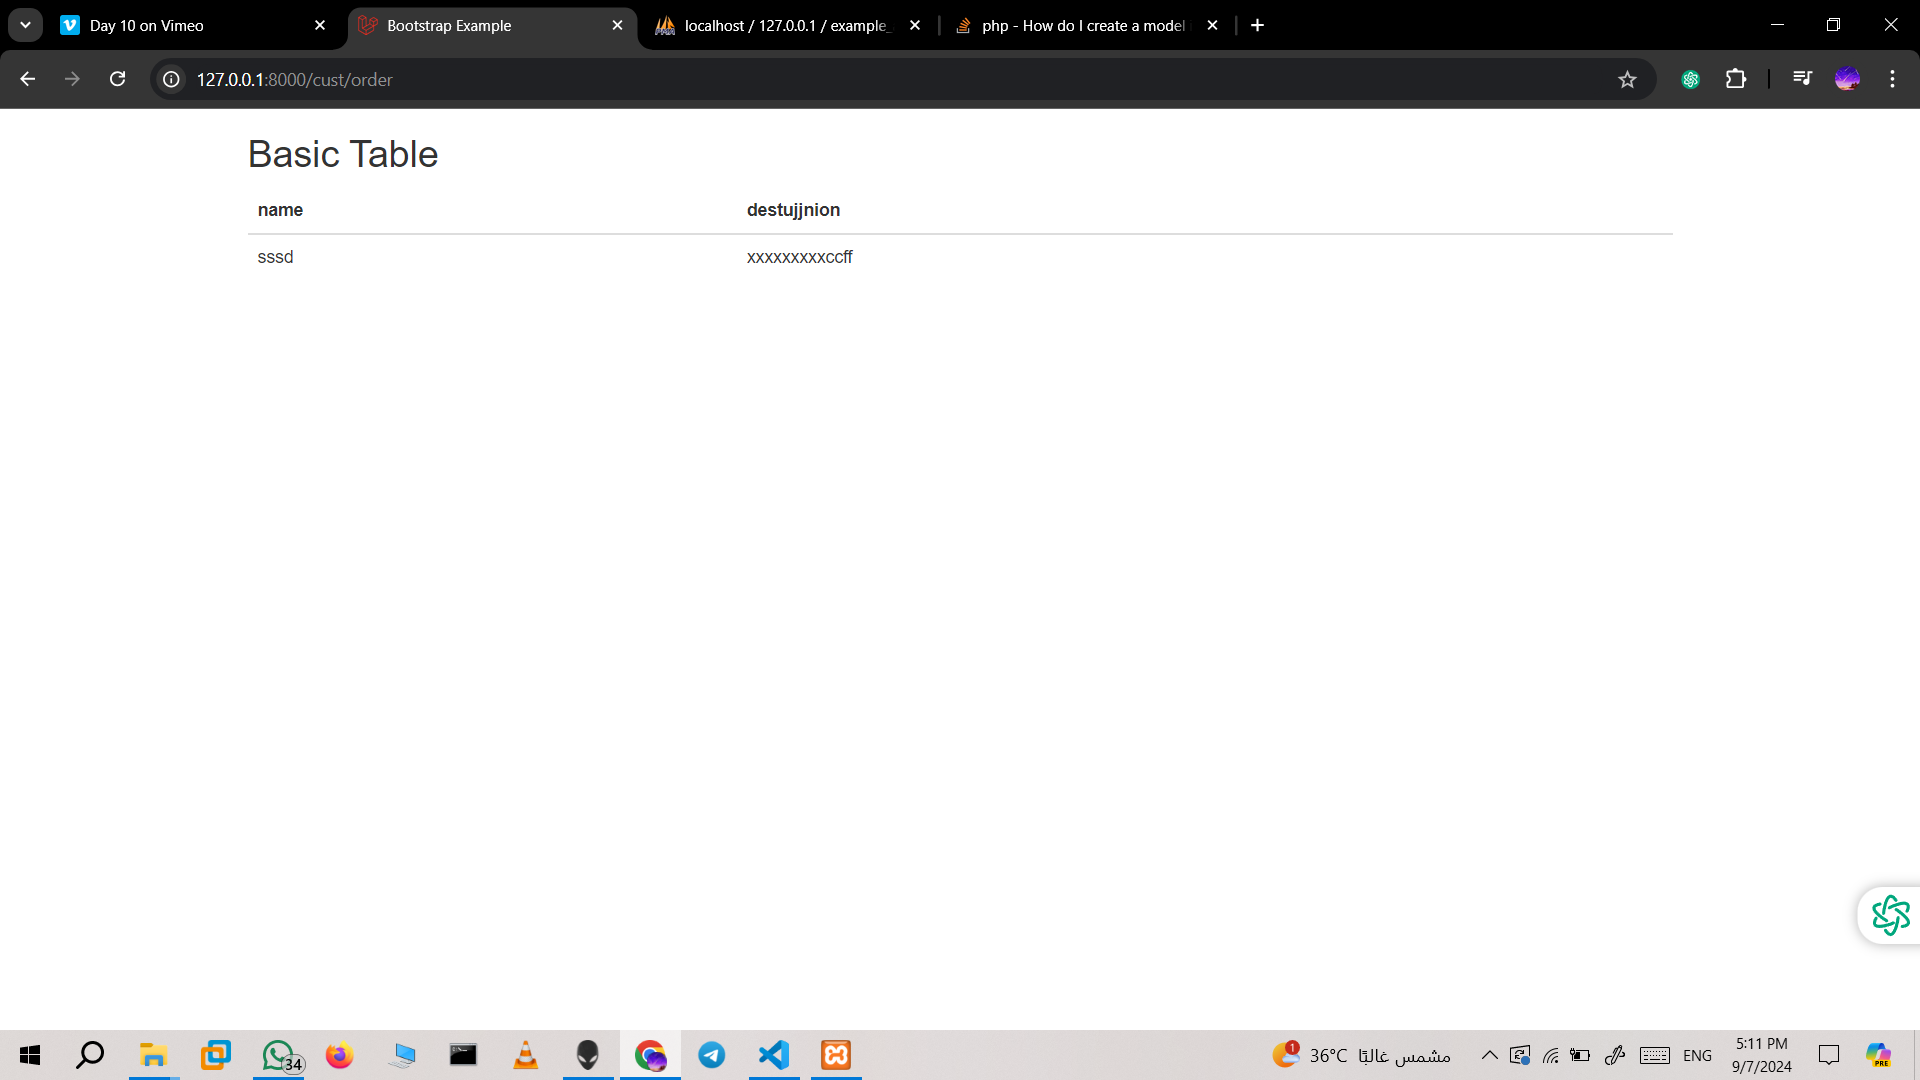 Day 10 on Vimeo
Bootstrap Example
localhost / 127.0.0.1 / example_
php - How do I create a model
127.0.0.1:8000/cust/order
Basic Table
name destujjnion
sssd xxxxxxxxxccff
34
1
36°C مشمس غالبًا
ENG
5:11 PM
9/7/2024
PRE